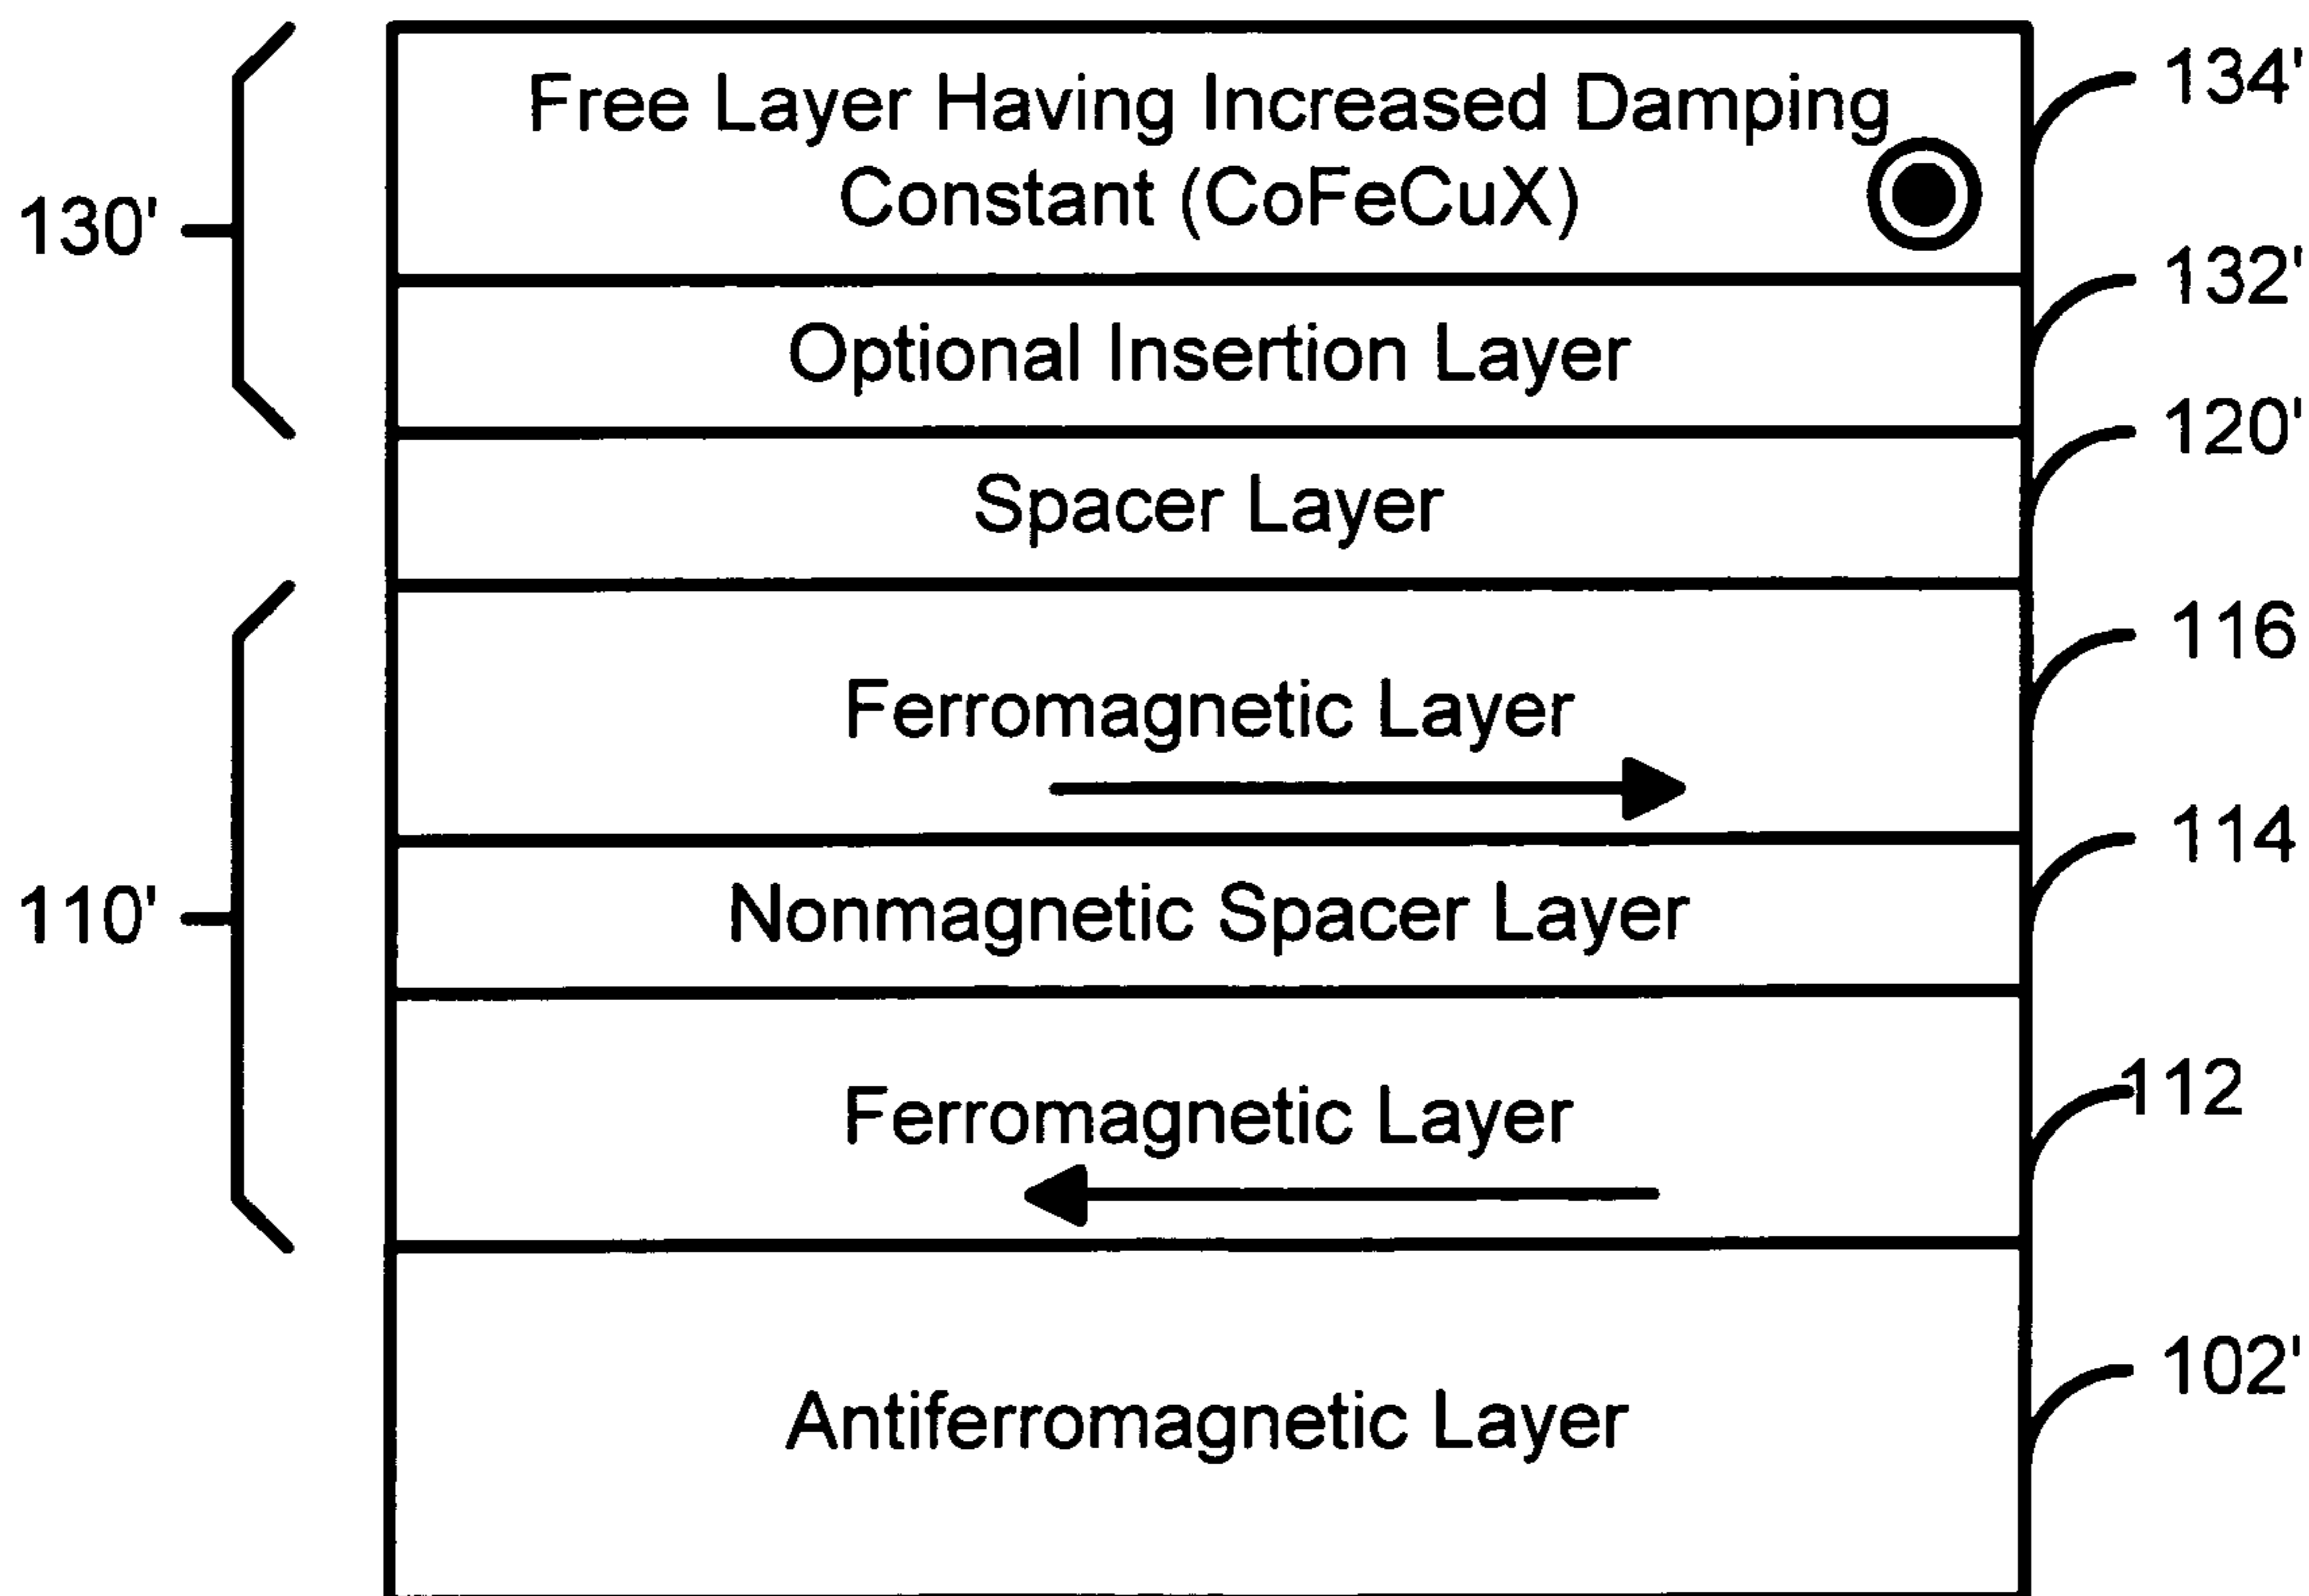 Free Layer Having Increased Damping
Constant (CoFeCuX)
134'
130'
132'
Optional Insertion Layer
120'
Spacer Layer
116
Ferromagnetic Layer
114
110'
Nonmagnetic Spacer Layer
112
Ferromagnetic Layer
102'
Antiferromagnetic Layer